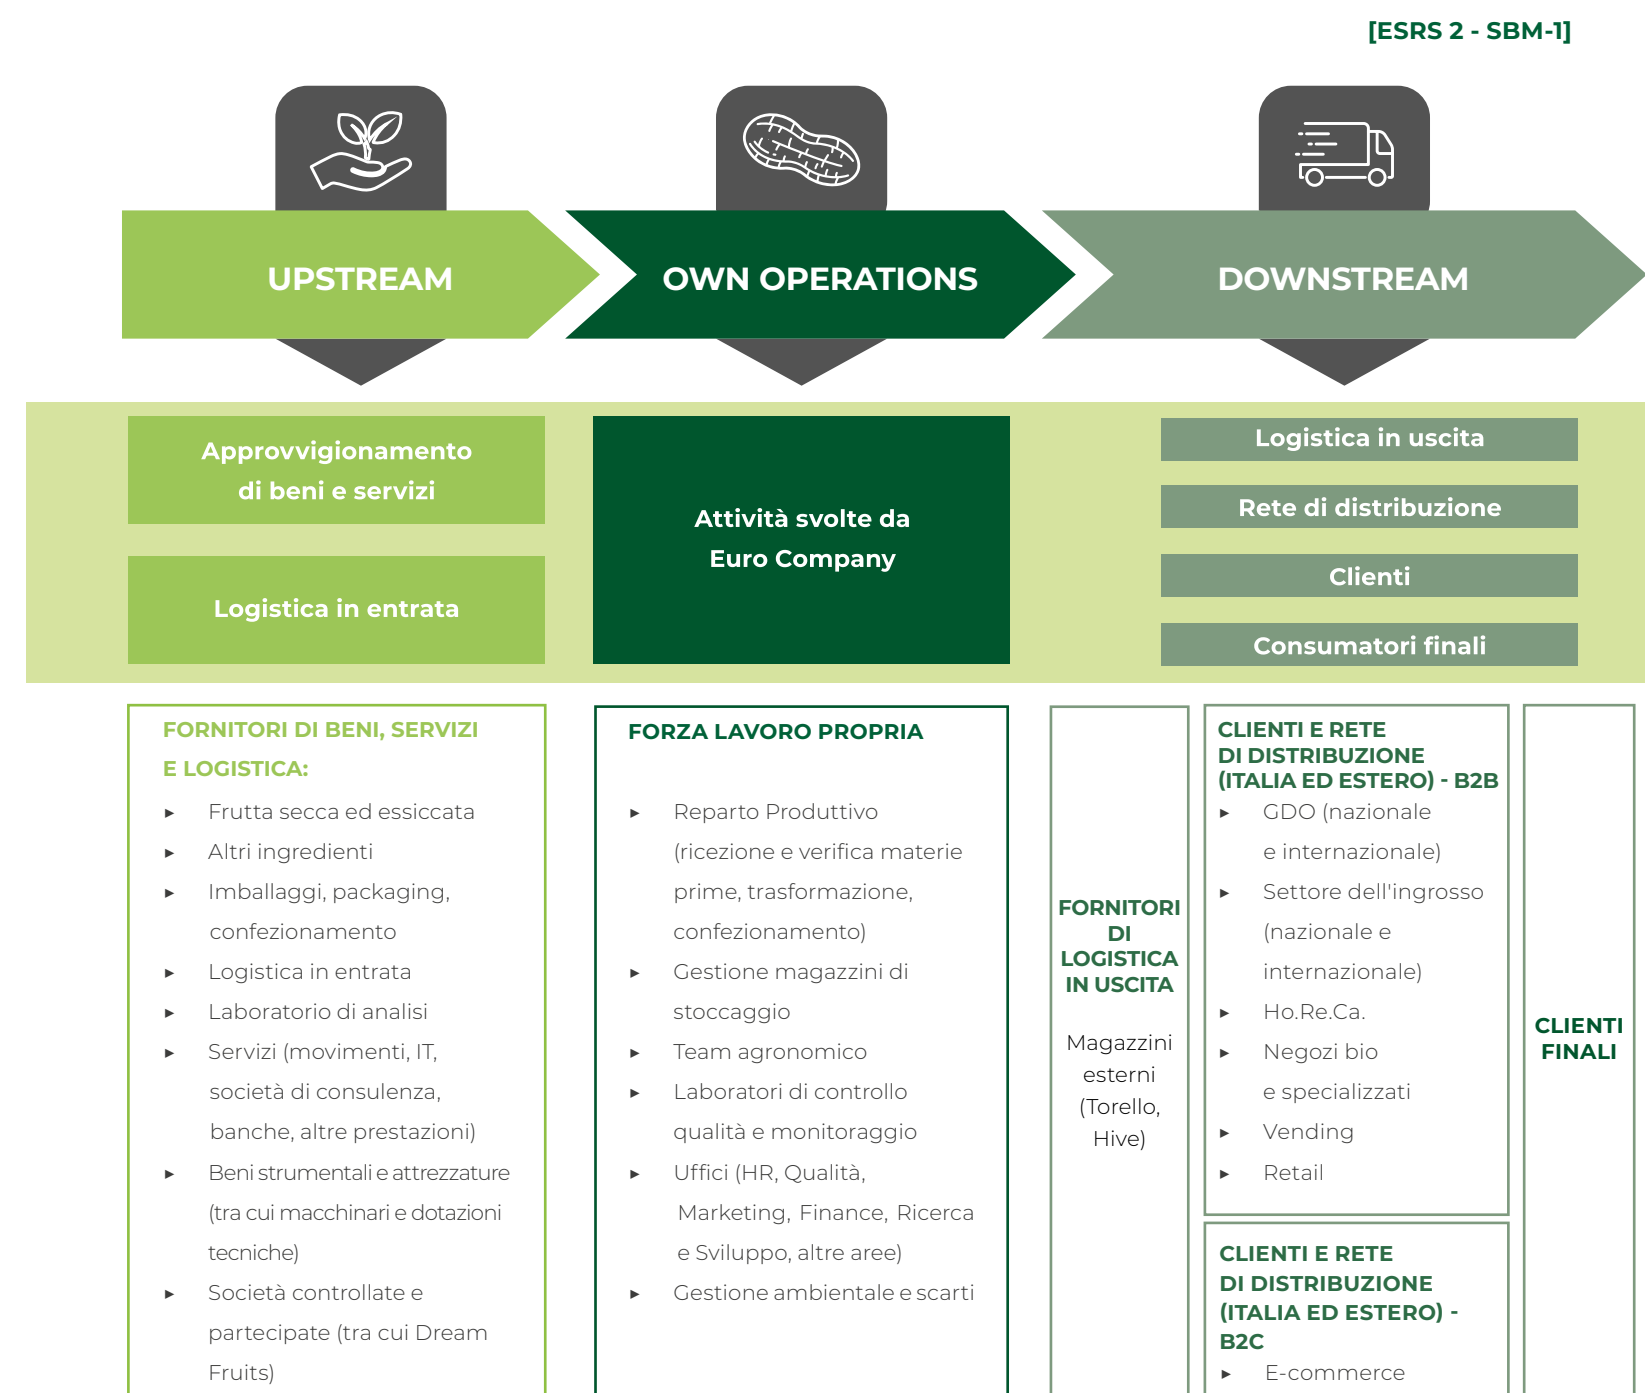 [ESRS 2 - SBM-1]
UPSTREAM
OWN OPERATIONS
DOWNSTREAM
Approvvigionamento
di beni e servizi
Logistica in entrata
Attività svolte da
Euro Company
Logistica in uscita
Rete di distribuzione
Clienti
Consumatori finali
FORNITORI DI BENI, SERVIZI
E LOGISTICA:
► Frutta secca ed essiccata
► Altri ingredienti
► Imballaggi, packaging,
confezionamento
► Logistica in entrata
► Laboratorio di analisi
► Servizi (movimenti, IT,
società di consulenza,
banche, altre prestazioni)
► Beni strumentali e attrezzature
(tra cui macchinari e dotazioni
tecniche)
► Società controllate e
partecipate (tra cui Dream
Fruits)
FORZA LAVORO PROPRIA
► Reparto Produttivo
(ricezione e verifica materie
prime, trasformazione,
confezionamento)
► Gestione magazzini di
stoccaggio
► Team agronomico
► Laboratori di controllo
qualità e monitoraggio
► Uffici (HR, Qualità,
Marketing, Finance, Ricerca
e Sviluppo, altre aree)
► Gestione ambientale e scarti
FORNITORI
DI
LOGISTICA
IN USCITA
Magazzini
esterni
(Torello,
Hive)
CLIENTI E RETE
DI DISTRIBUZIONE
(ITALIA ED ESTERO) - B2B
► GDO (nazionale
e internazionale)
► Settore dell'ingrosso
(nazionale e
internazionale)
► Ho.Re.Ca.
► Negozi bio
e specializzati
► Vending
► Retail
CLIENTI E RETE
DI DISTRIBUZIONE
(ITALIA ED ESTERO) -
B2C
► E-commerce
CLIENTI
FINALI